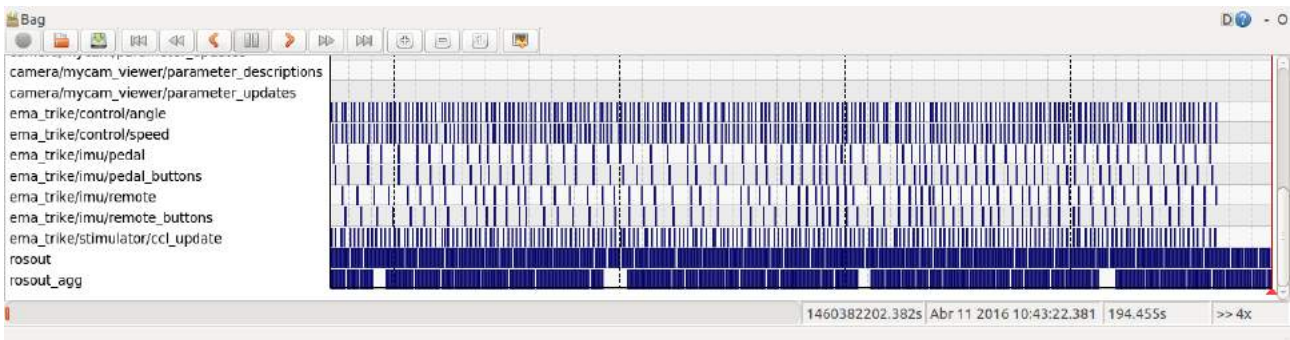 Bag
D
- O
camera/mycam_viewer/parameter_descriptions
camera/mycam_viewer/parameter_updates
ema_trike/control/angle
ema_trike/control/speed
ema_trike/imu/pedal
ema_trike/imu/pedal_buttons
ema_trike/imu/remote
ema_trike/imu/remote_buttons
ema_trike/stimulator/ccl_update
rosout
rosout_agg
1460382202.382s Abr 11 2016 10:43:22.381 194.455s >> 4x